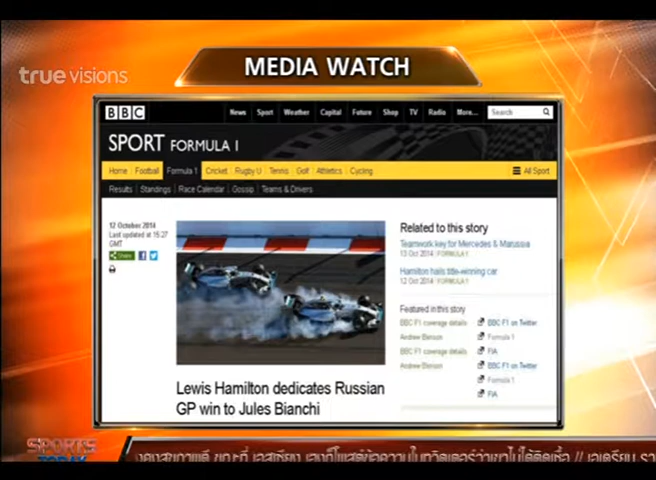 MEDIA WATCH
true visions
BBC
News Sport Weather Capital Future Shop TV Radio More... Search
SPORT FORMULA 1
Home Football Formula 1 Cricket Rugby U Tennis Golf Athletics Cycling All Sport
Results Standings Race Calendar Gossip Teams & Drivers
12 October 2014
Last updated at 15:27
GMT
Share
Related to this story
Teamwork key for Mercedes & Marussia
13 Oct 2014 FORMULA 1
Hamilton hails title-winning car
12 Oct 2014 FORMULA 1
Featured in this story
BBC F1 coverage details
Andrew Benson
BBC F1 coverage details
Andrew Benson
BBC F1 on Twitter
Formula 1
FIA
BBC F1 on Twitter
Formula 1
FIA
Lewis Hamilton dedicates Russian
GP win to Jules Bianchi
SPORTS
TODAY